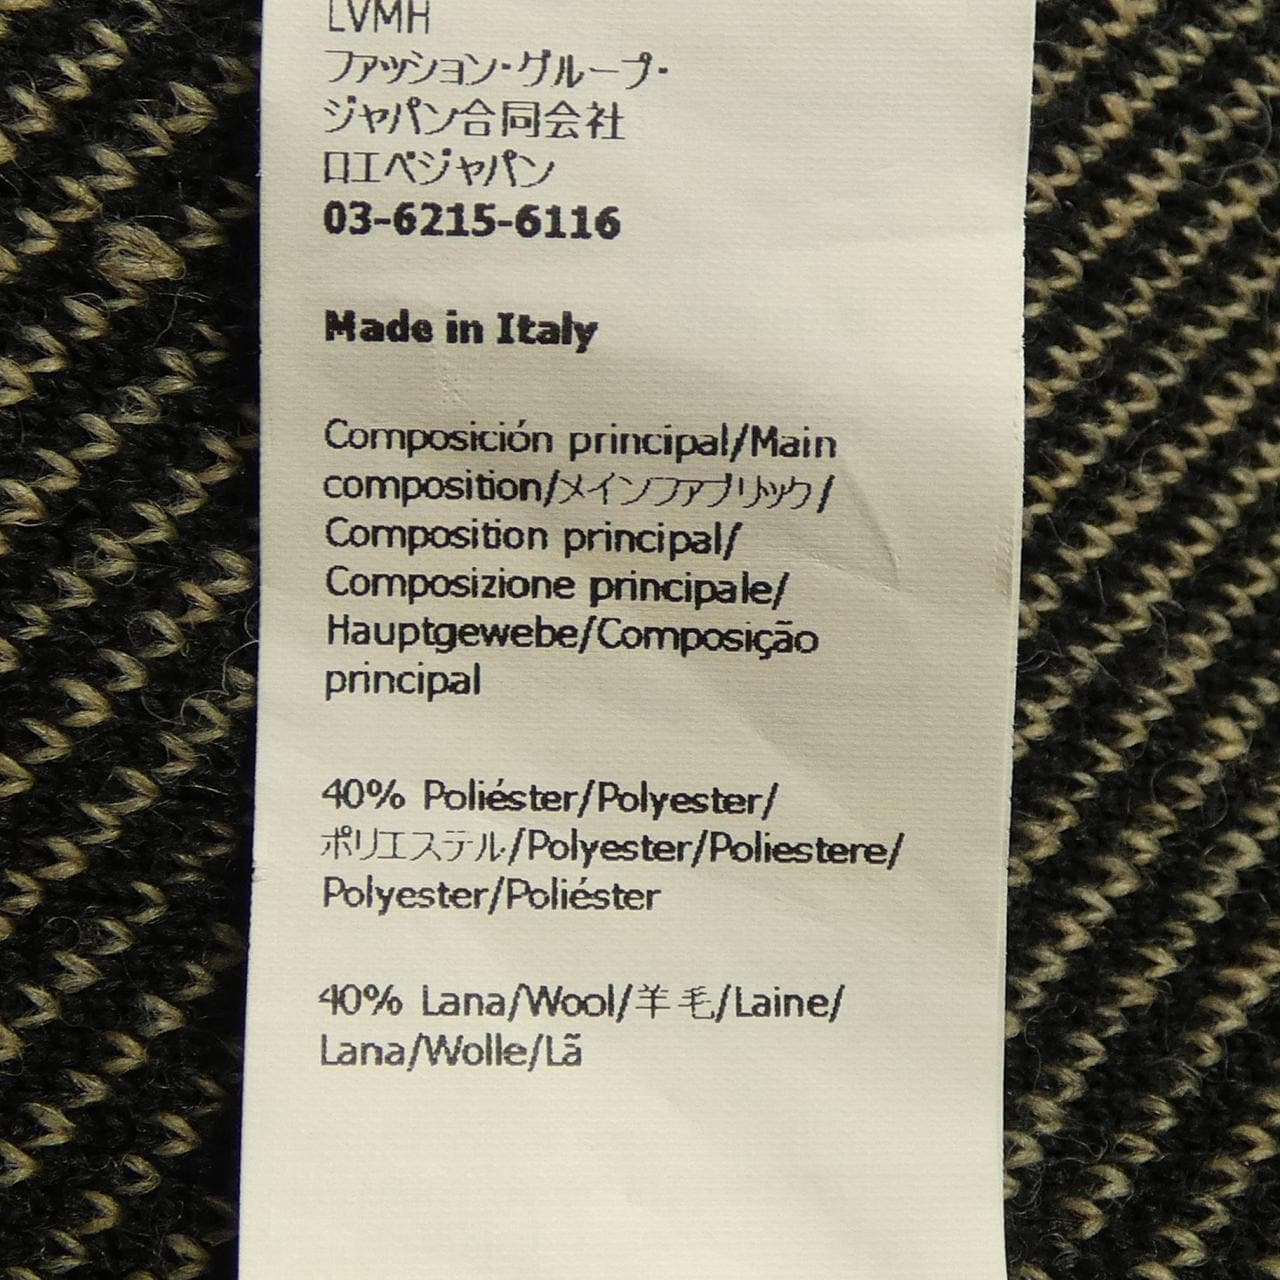 LVMH
ファッション・グループ・
ジャパン合同会社
ロエベジャパン
03-6215-6116
Made in Italy
Composición principal/Main
composition/メインファブリック/
Composition principal/
Composizione principale/
Hauptgewebe/Composição
principal
40% Poliéster/Polyester/
ポリエステル/Polyester/Poliestere/
Polyester/Poliéster
40% Lana/Wool/羊毛/Laine/
Lana/Wolle/Lã